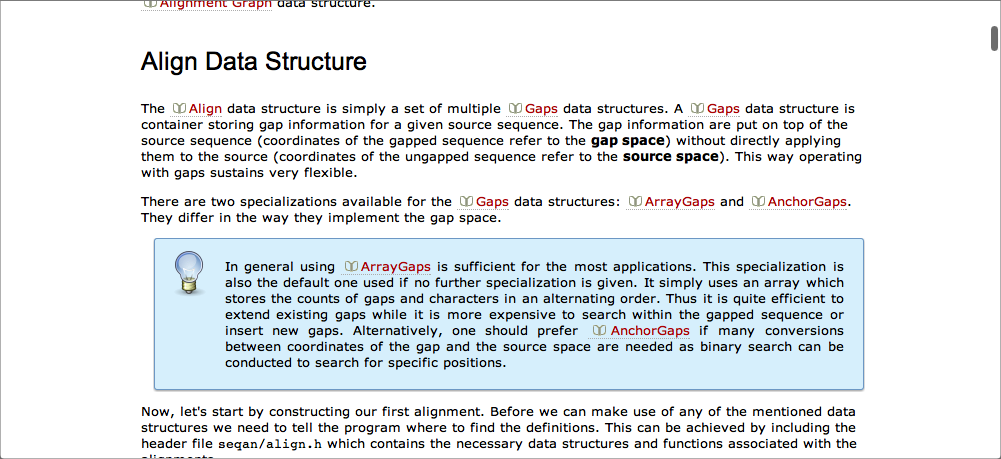 Alignment Graph data structure.
Align Data Structure
The Align data structure is simply a set of multiple Gaps data structures. A Gaps data structure is
container storing gap information for a given source sequence. The gap information are put on top of the
source sequence (coordinates of the gapped sequence refer to the gap space) without directly applying
them to the source (coordinates of the ungapped sequence refer to the source space). This way operating
with gaps sustains very flexible.
There are two specializations available for the Gaps data structures: ArrayGaps and AnchorGaps.
They differ in the way they implement the gap space.
In general using ArrayGaps is sufficient for the most applications. This specialization is
also the default one used if no further specialization is given. It simply uses an array which
stores the counts of gaps and characters in an alternating order. Thus it is quite efficient to
extend existing gaps while it is more expensive to search within the gapped sequence or
insert new gaps. Alternatively, one should prefer AnchorGaps if many conversions
between coordinates of the gap and the source space are needed as binary search can be
conducted to search for specific positions.
Now, let's start by constructing our first alignment. Before we can make use of any of the mentioned data
structures we need to tell the program where to find the definitions. This can be achieved by including the
header file seqan/align.h which contains the necessary data structures and functions associated with the
alignments.